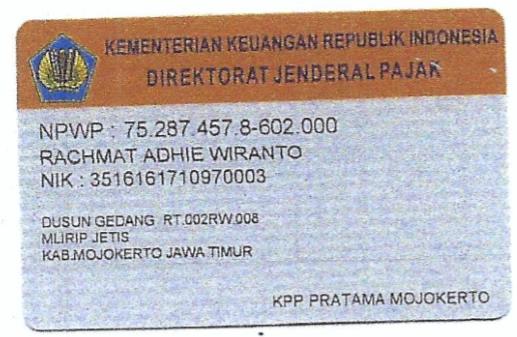 KEMENTERIAN KEUANGAN REPUBLIK INDONESIA
DIREKTORAT JENDERAL PAJAK
NPWP : 75.287.457.8-602.000
RACHMAT ADHIE WIRANTO
NIK : 3516161710970003
DUSUN GEDANG RT.002RW.008
MLIRIP JETIS
KAB.MOJOKERTO JAWA TIMUR
KPP PRATAMA MOJOKERTO